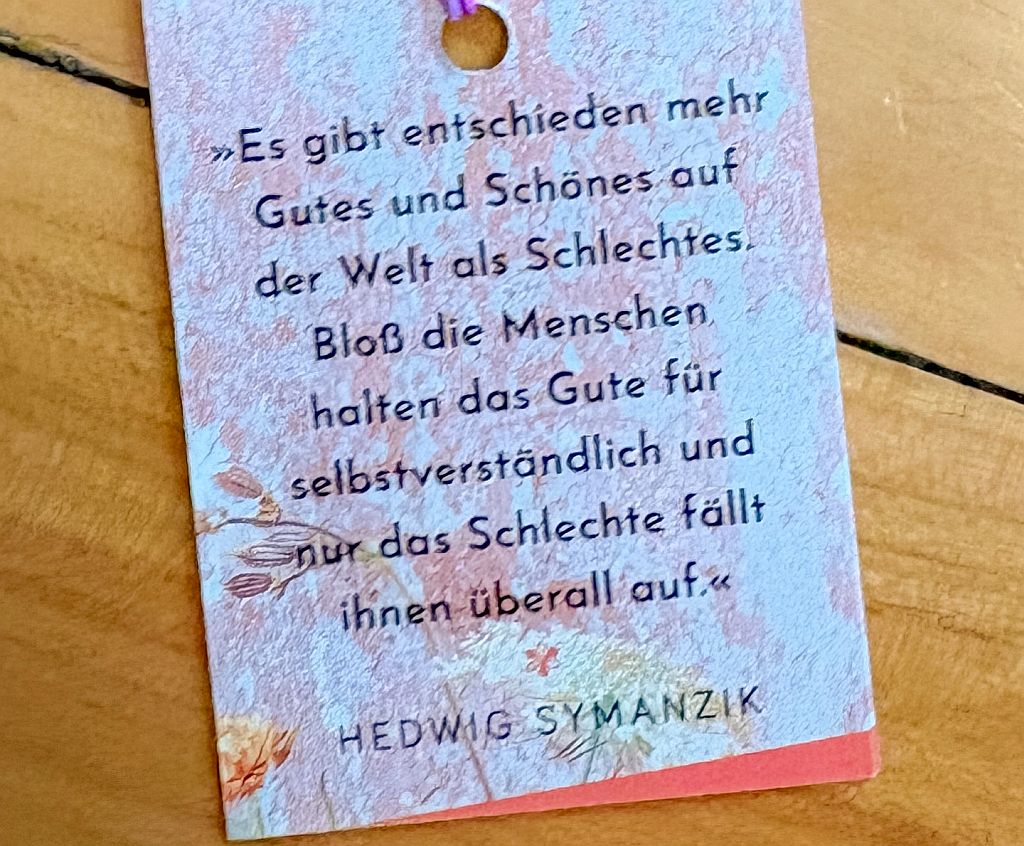 »Es gibt entschieden mehr
Gutes und Schönes auf
der Welt als Schlechtes.
Bloß die Menschen
halten das Gute für
selbstverständlich und
nur das Schlechte fällt
ihnen überall auf.«
HEDWIG SYMANZIK